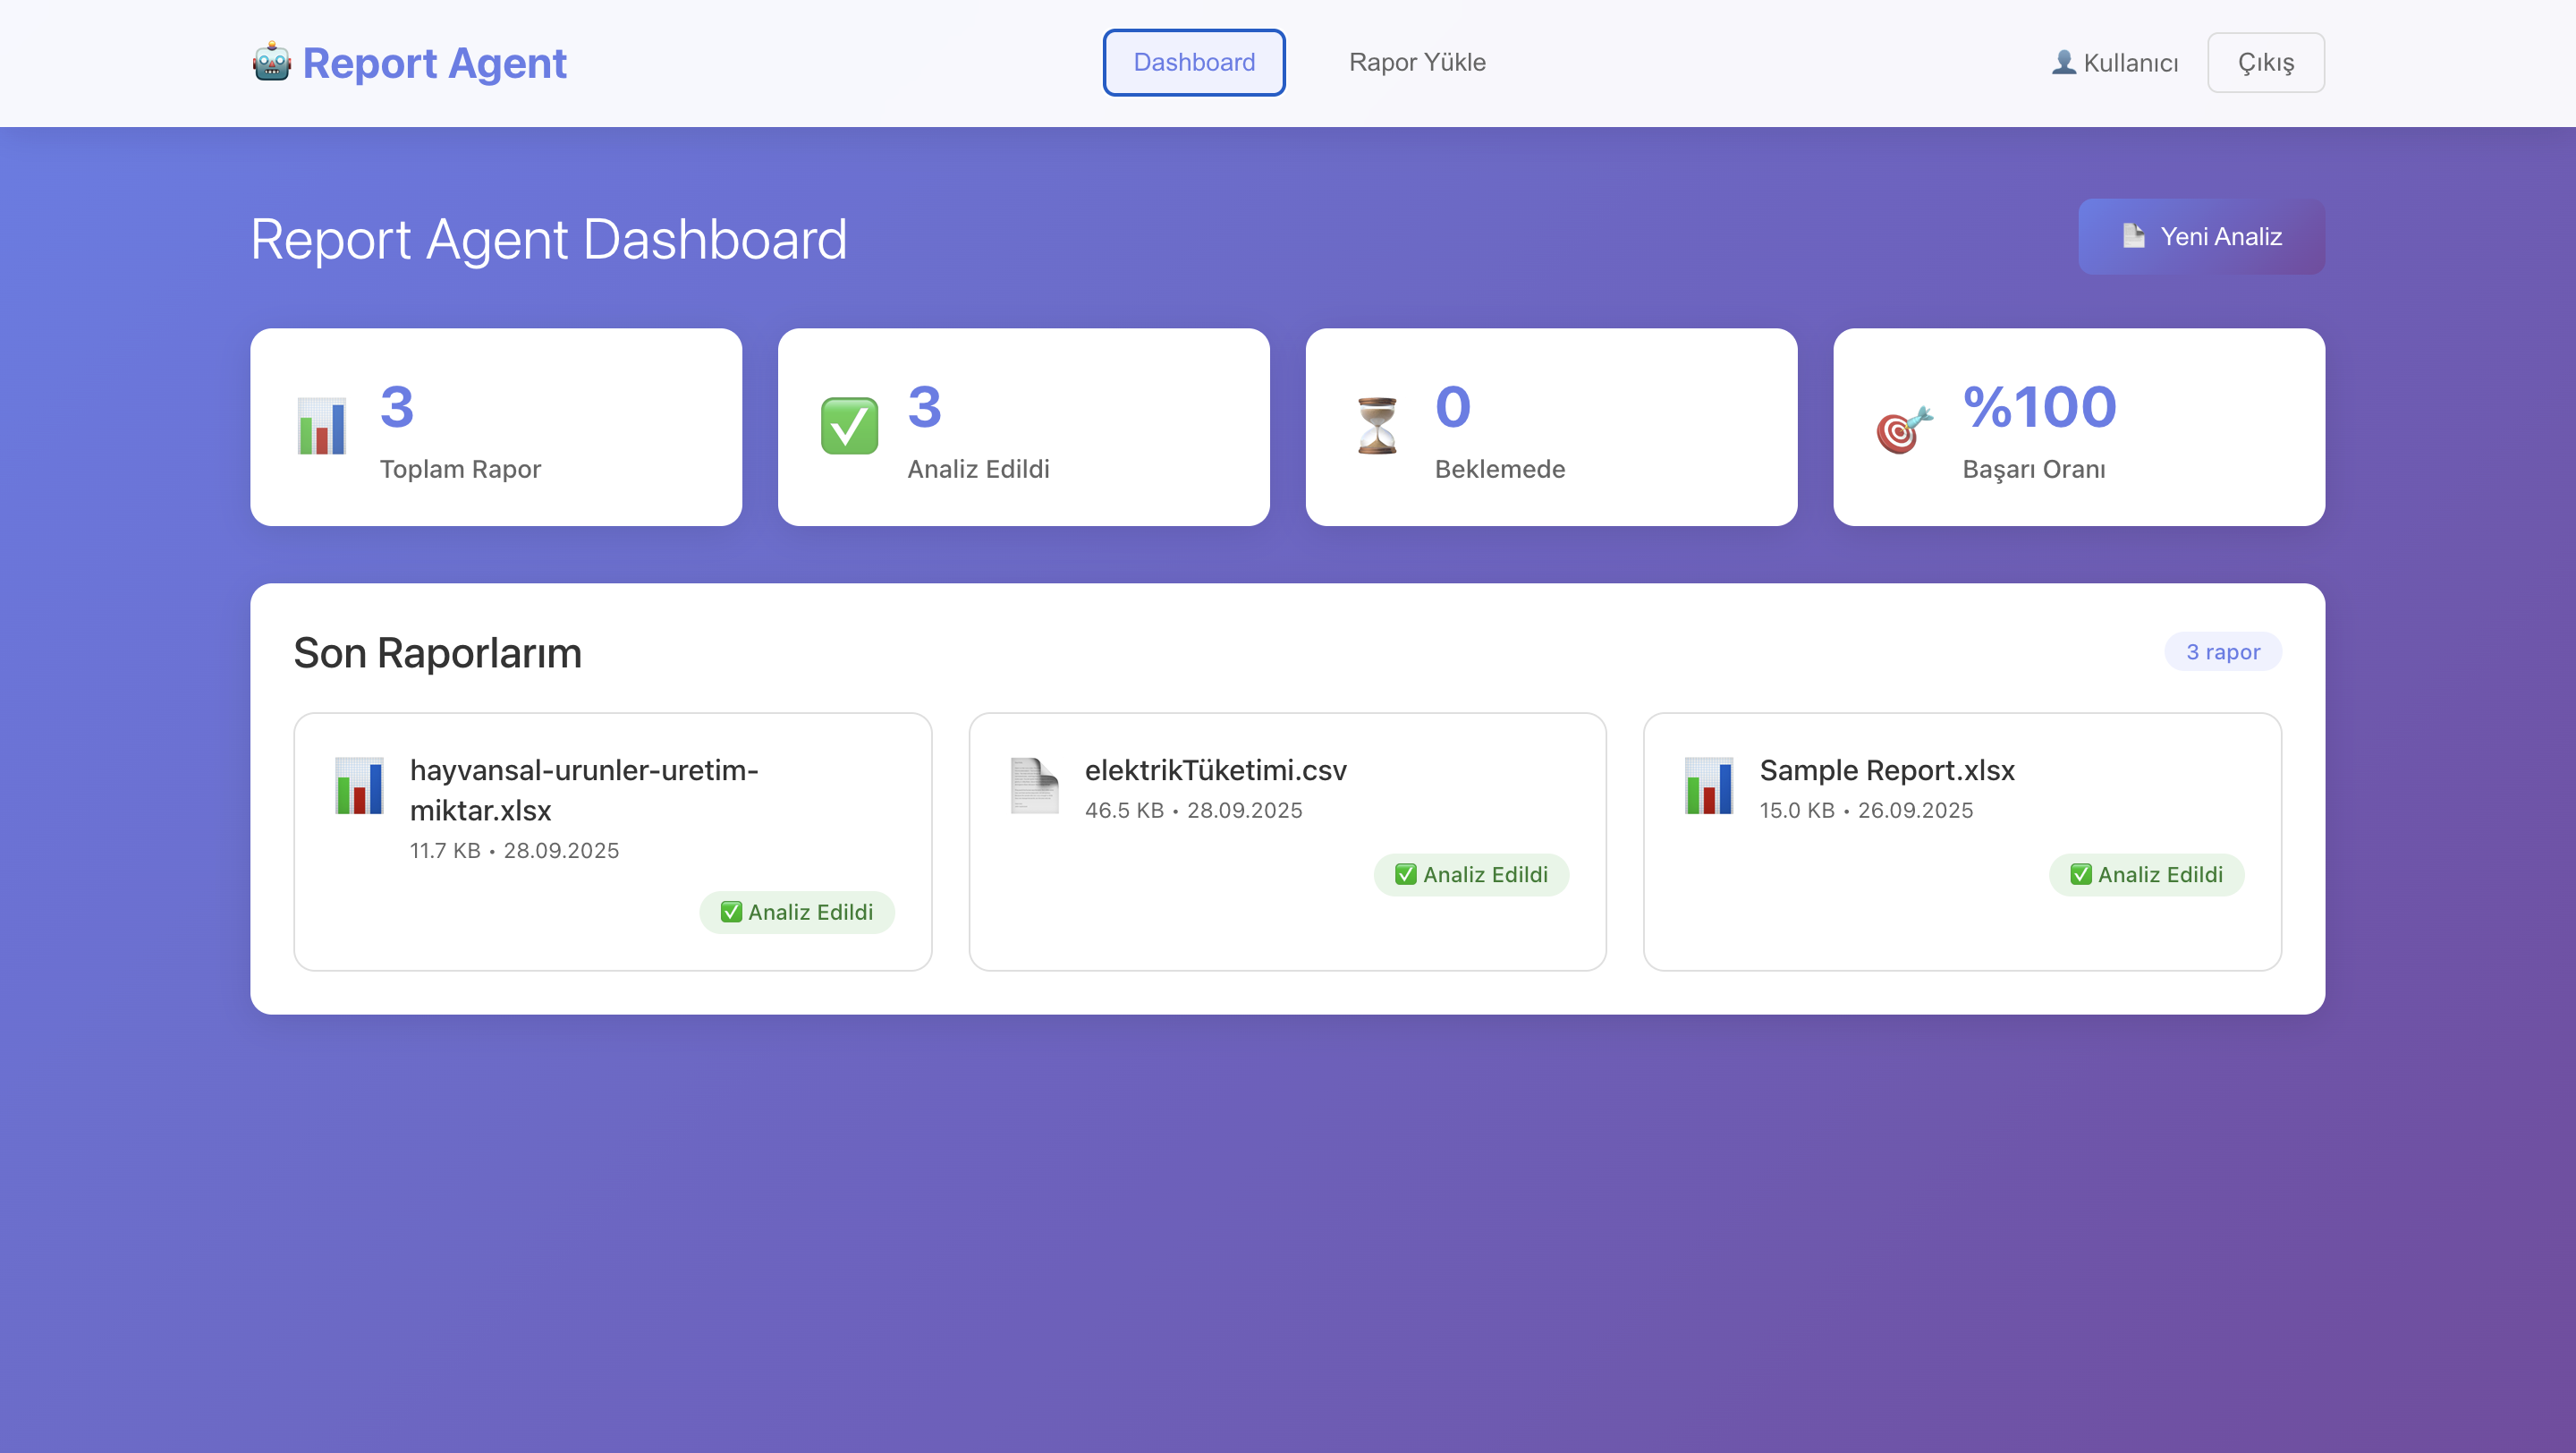 Report Agent
Dashboard
Rapor Yükle
Kullanıcı
Çıkış
Report Agent Dashboard
Yeni Analiz
3
Toplam Rapor
3
Analiz Edildi
0
Beklemede
%100
Başarı Oranı
Son Raporlarım
3 rapor
hayvansal-urunler-uretim-
miktar.xlsx
11.7 KB • 28.09.2025
Analiz Edildi
elektrikTüketimi.csv
46.5 KB • 28.09.2025
Analiz Edildi
Sample Report.xlsx
15.0 KB • 26.09.2025
Analiz Edildi